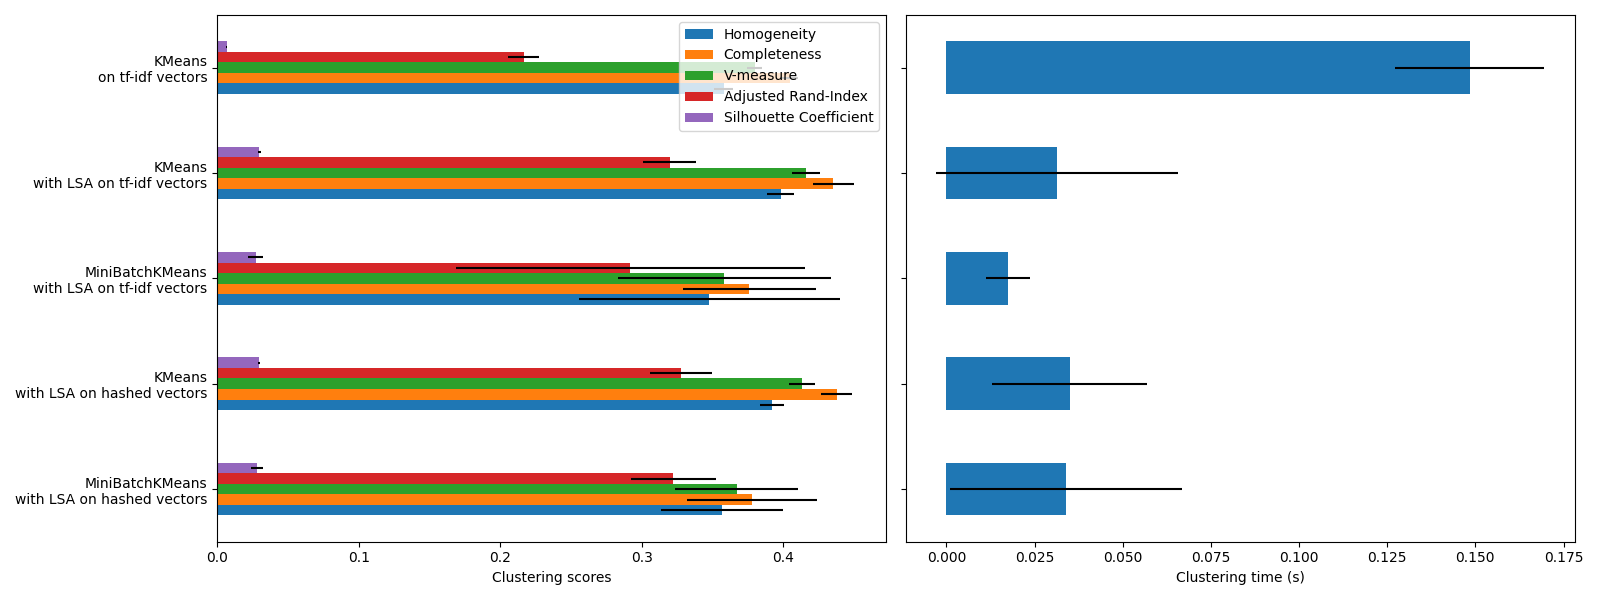 KMeans
on tf-idf vectors
KMeans
with LSA on tf-idf vectors
MiniBatchKMeans
with LSA on tf-idf vectors
KMeans
with LSA on hashed vectors
MiniBatchKMeans
with LSA on hashed vectors
Homogeneity
Completeness
V-measure
Adjusted Rand-Index
Silhouette Coefficient
0.0 0.1 0.2 0.3 0.4
Clustering scores
0.000 0.025 0.050 0.075 0.100 0.125 0.150 0.175
Clustering time (s)